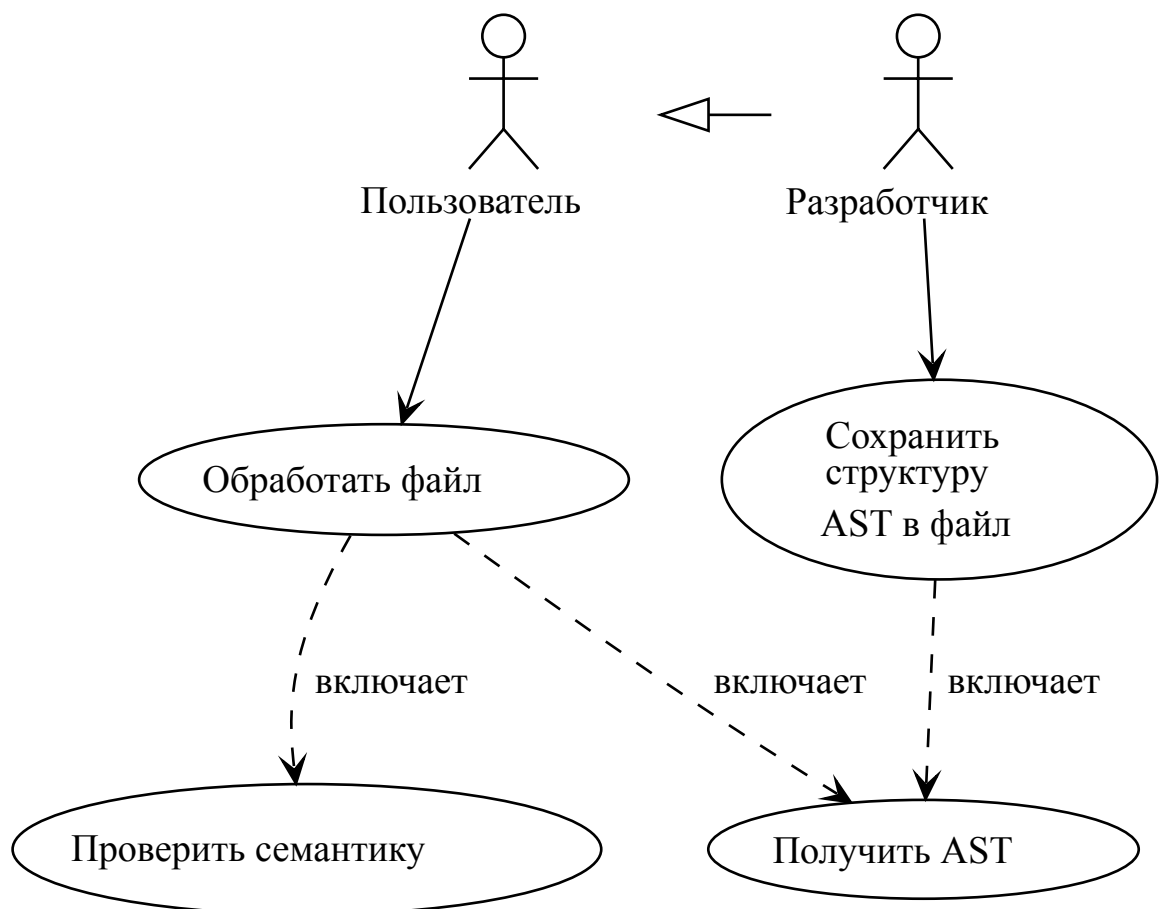 Пользователь
Разработчик
Обработать файл
Сохранить
структуру
AST в файл
включает
включает
включает
Проверить семантику
Получить AST